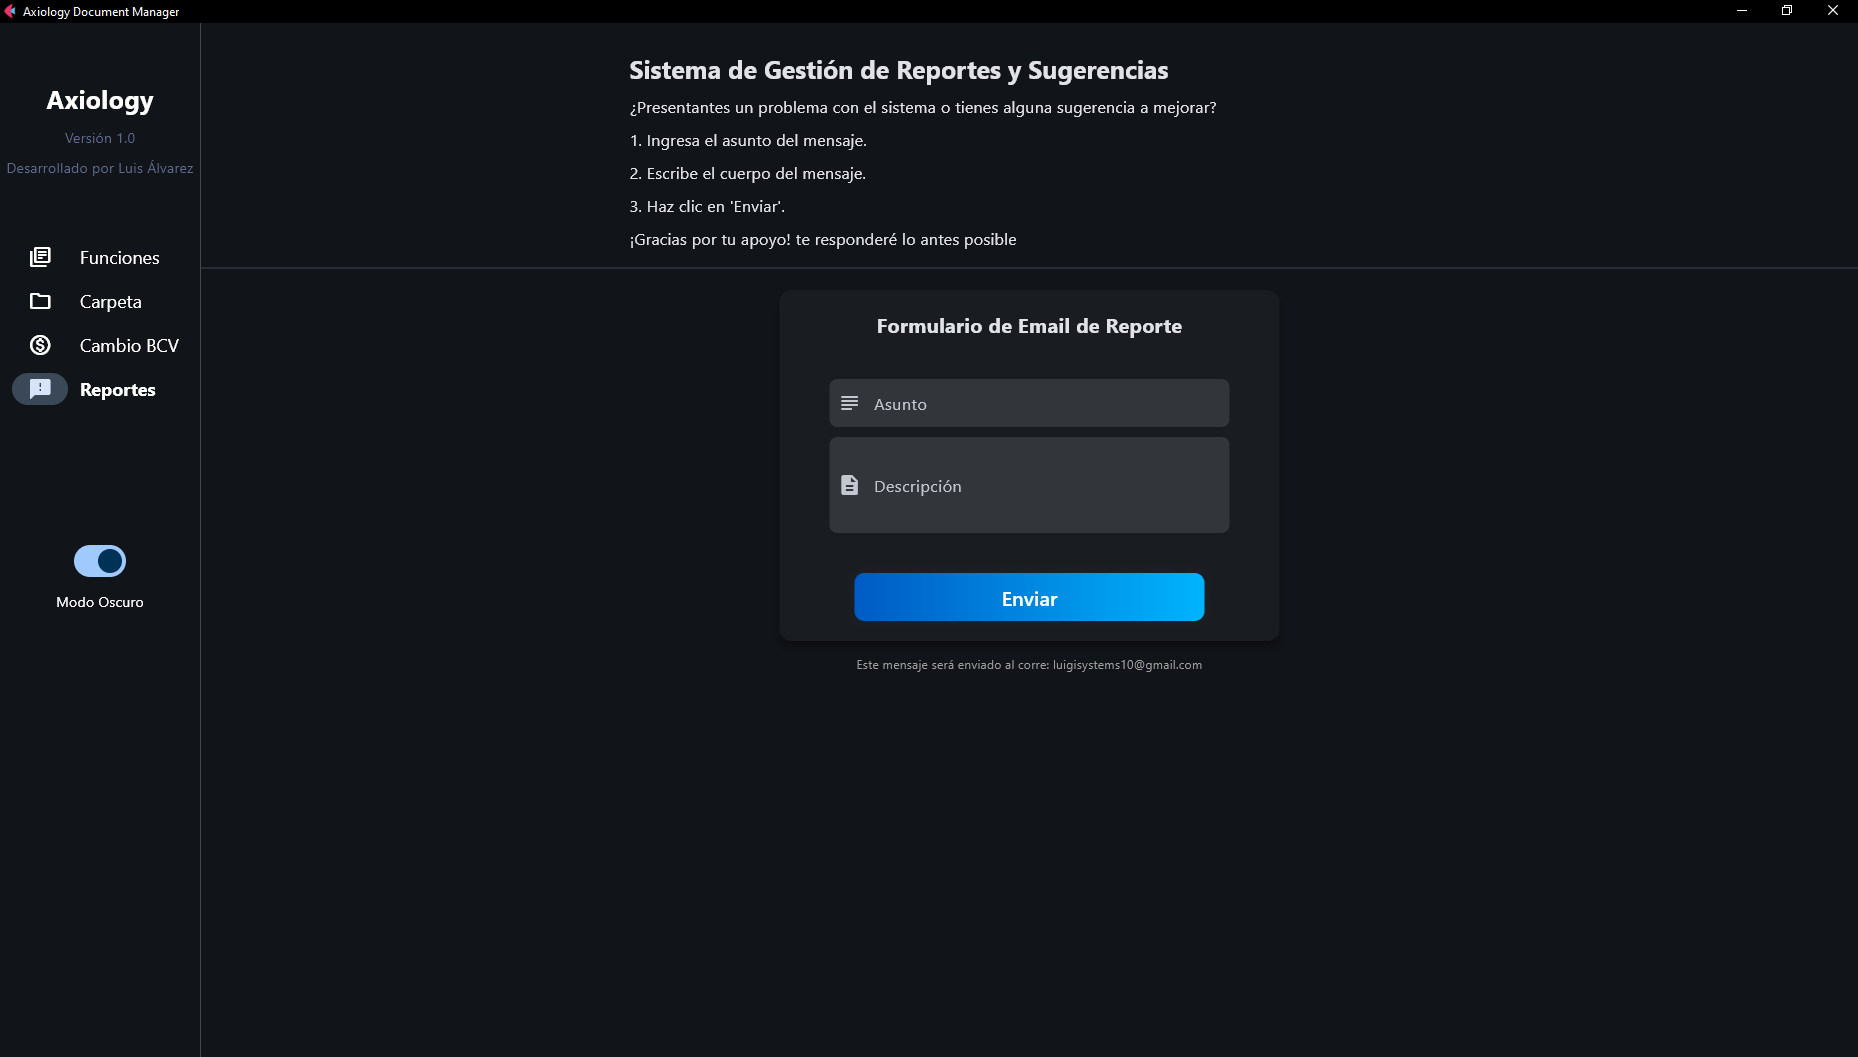 Axiology Document Manager
Axiology
Versión 1.0
Desarrollado por Luis Álvarez
Funciones
Carpeta
Cambio BCV
Reportes
Modo Oscuro
Sistema de Gestión de Reportes y Sugerencias
¿Presentantes un problema con el sistema o tienes alguna sugerencia a mejorar?
1. Ingresa el asunto del mensaje.
2. Escribe el cuerpo del mensaje.
3. Haz clic en 'Enviar'.
¡Gracias por tu apoyo! te responderé lo antes posible
Formulario de Email de Reporte
Asunto
Descripción
Enviar
Este mensaje será enviado al corre: luigisystems10@gmail.com